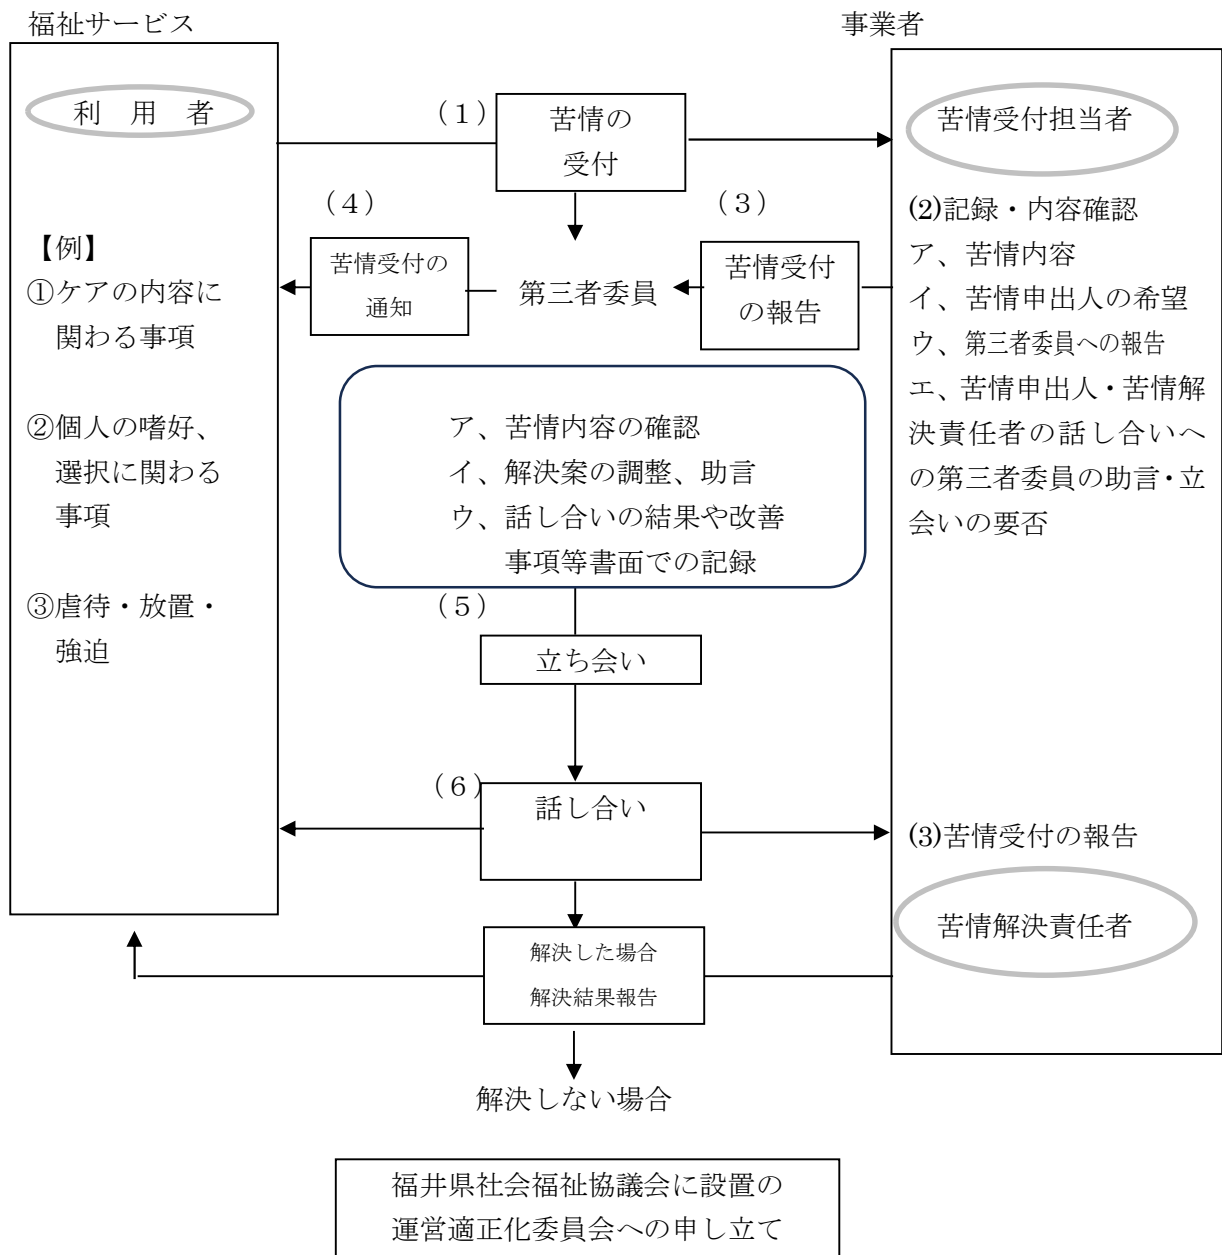 福祉サービス
事業者
利　用　者
【例】
①ケアの内容に
関わる事項
②個人の嗜好、
選択に関わる
事項
③虐待・放置・
強迫
（１）
苦情の
受付
（４）
苦情受付の
通知
第三者委員
（３）
苦情受付
の報告
ア、苦情内容の確認
イ、解決案の調整、助言
ウ、話し合いの結果や改善
事項等書面での記録
（５）
立ち会い
（６）
話し合い
解決した場合
解決結果報告
解決しない場合
福井県社会福祉協議会に設置の
運営適正化委員会への申し立て
苦情受付担当者
(2)記録・内容確認
ア、苦情内容
イ、苦情申出人の希望
ウ、第三者委員への報告
エ、苦情申出人・苦情解
決責任者の話し合いへ
の第三者委員の助言・立
会いの要否
(3)苦情受付の報告
苦情解決責任者